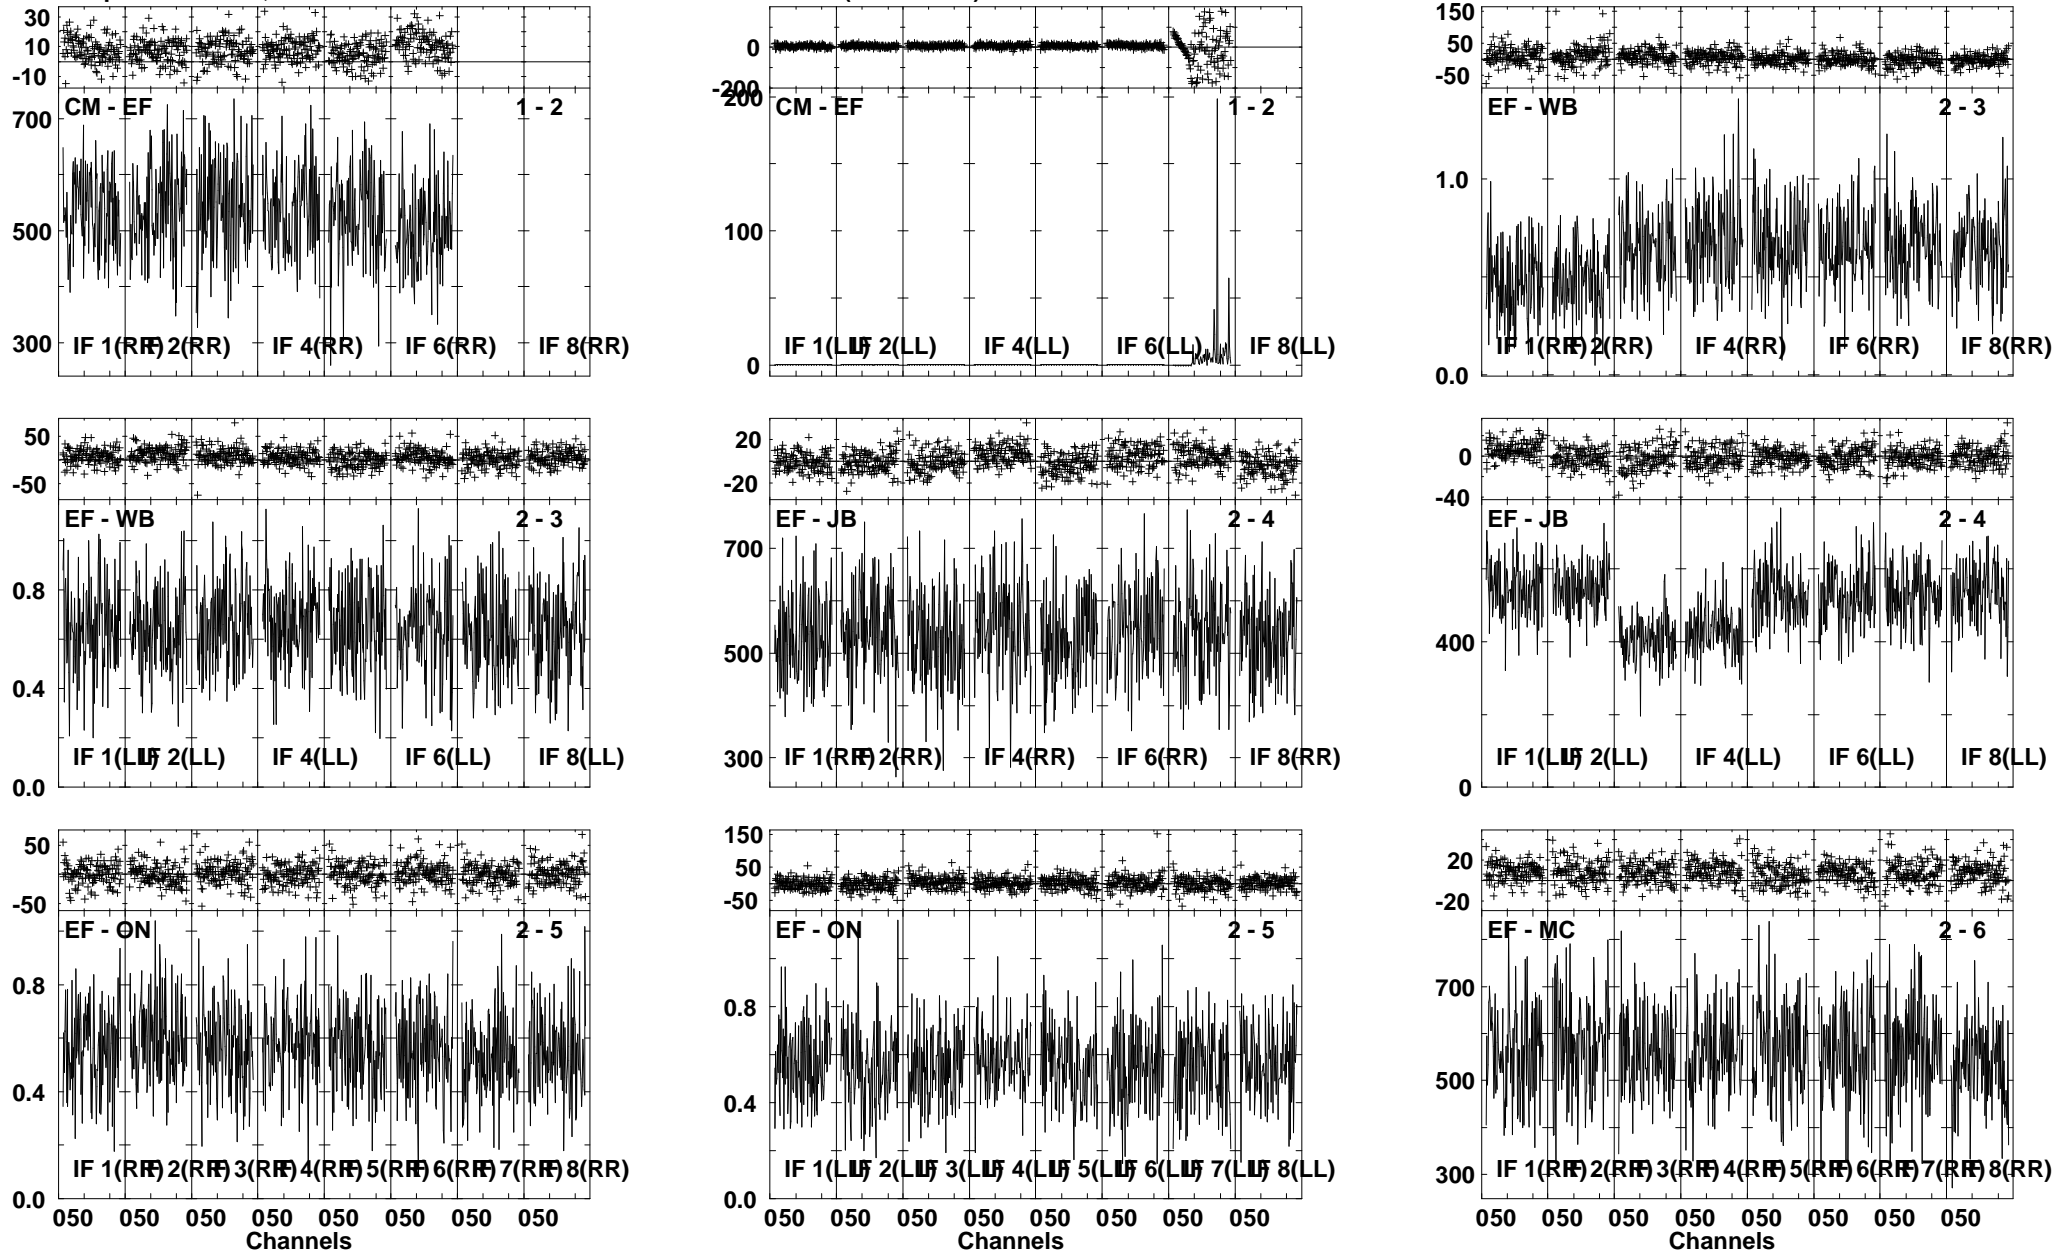 30
10
-10
CM - EF 1 - 2
700
500
300
IF 1(RR) IF 2(RR) IF 4(RR) IF 6(RR) IF 8(RR)
0
-200
200
CM - EF 1 - 2
100
0
IF 1(LL) IF 2(LL) IF 4(LL) IF 6(LL) IF 8(LL)
150
50
-50
EF - WB 2 - 3
1.0
0.0
IF 1(RR) IF 2(RR) IF 4(RR) IF 6(RR) IF 8(RR)
50
-50
EF - WB 2 - 3
0.8
0.4
0.0
IF 1(LL) IF 2(LL) IF 4(LL) IF 6(LL) IF 8(LL)
20
-20
EF - JB 2 - 4
700
500
300
IF 1(RR) IF 2(RR) IF 4(RR) IF 6(RR) IF 8(RR)
0
-40
EF - JB 2 - 4
400
0
IF 1(LL) IF 2(LL) IF 4(LL) IF 6(LL) IF 8(LL)
50
-50
EF - ON 2 - 5
0.8
0.4
0.0
IF 1(RR) IF 2(RR) IF 3(RR) IF 4(RR) IF 5(RR) IF 6(RR) IF 7(RR) IF 8(RR)
050 050 050 050 050 050 050 050
Channels
150
50
-50
EF - ON 2 - 5
0.8
0.4
0.0
IF 1(LL) IF 2(LL) IF 3(LL) IF 4(LL) IF 5(LL) IF 6(LL) IF 7(LL) IF 8(LL)
050 050 050 050 050 050 050 050
Channels
20
-20
EF - MC 2 - 6
700
500
300
IF 1(RR) IF 2(RR) IF 3(RR) IF 4(RR) IF 5(RR) IF 6(RR) IF 7(RR) IF 8(RR)
050 050 050 050 050 050 050 050
Channels